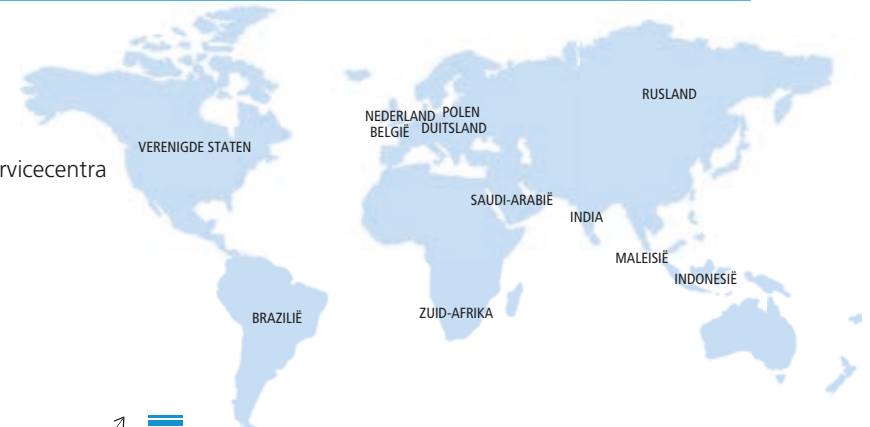 RUSLAND
NEDERLAND POLEN
BELGIË DUITSLAND
VERENIGDE STATEN
rvicecentra
SAUDI-ARABIË
INDIA
MALEISIË
INDONESIË
BRAZILIË
ZUID-AFRIKA